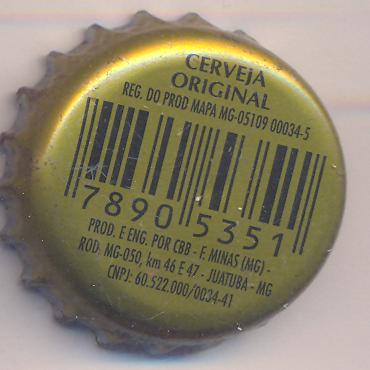 CERVEJA
ORIGINAL
REG. DO PROD MAPA MG-05109 00034-5
7890 5351
PROD. E ENG. POR CBB - F. MINAS (MG) -
ROD. MG-050, km 46 E 47 - JUATUBA - MG
CNPJ: 60.522.000/0034-41